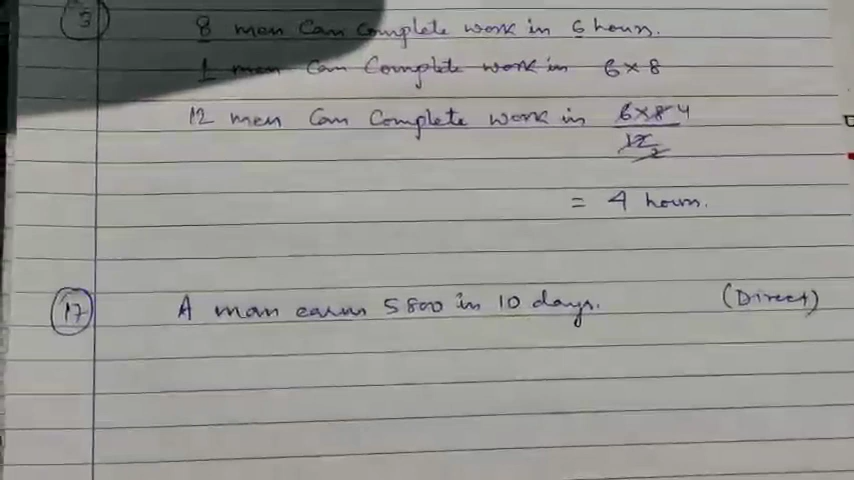 3 8 men can complete work in 6 hours.
1 man can complete work in 6 × 8
12 men can complete work in 6×8 4
12 2
= 4 hours.
17 A man earns 5800 in 10 days. (Direct)